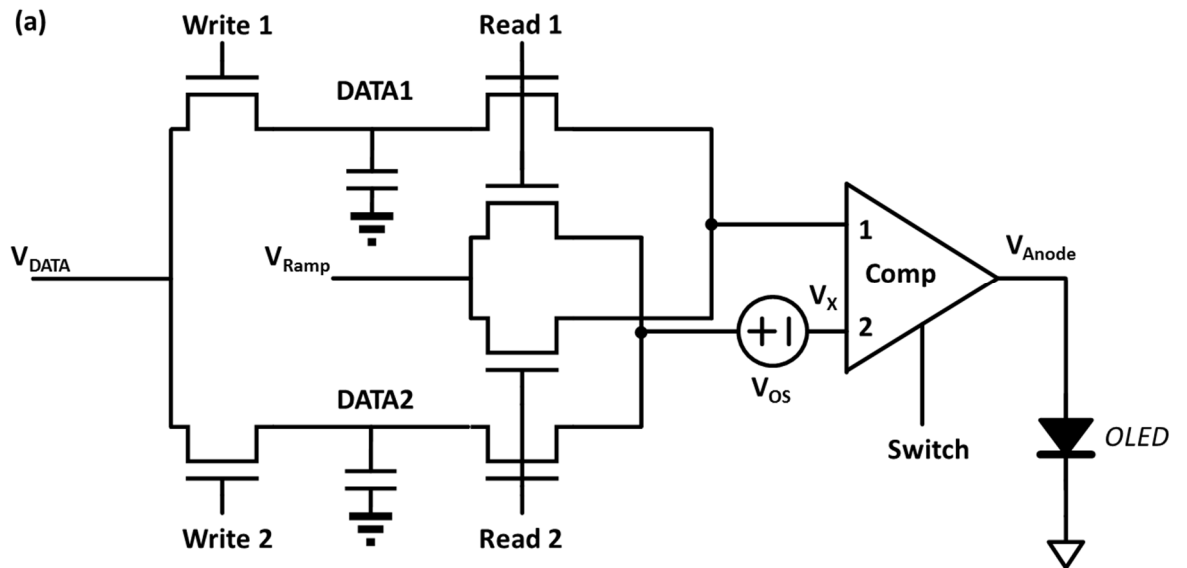 (a)
Write 1
Read 1
DATA1
V_DATA
V_Ramp
1
Comp
V_Anode
V_X
2
+ −
V_OS
DATA2
Switch
OLED
Write 2
Read 2